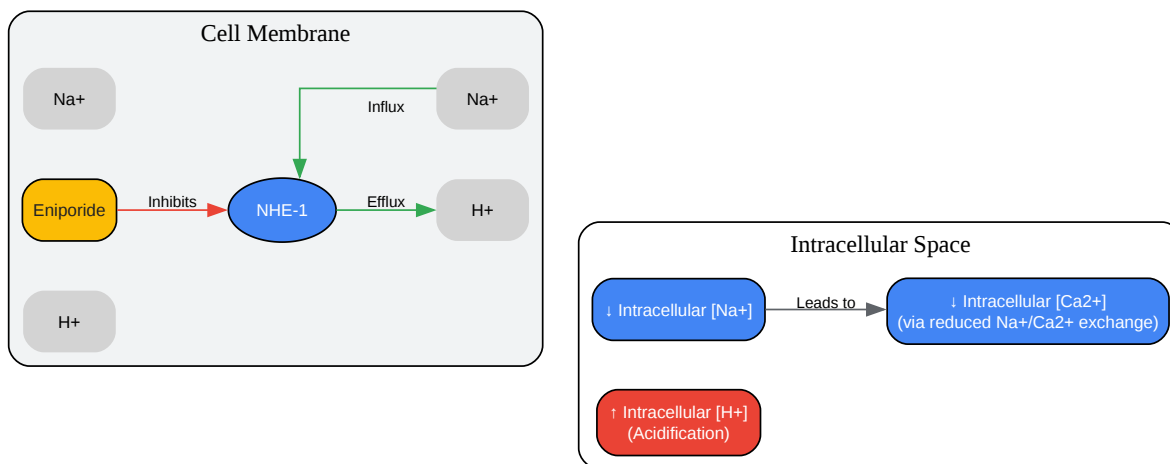 Cell Membrane
Na+
Influx
Na+
Eniporide
Inhibits
NHE-1
Efflux
H+
H+
Intracellular Space
↓ Intracellular [Na+]
Leads to
↓ Intracellular [Ca2+]
(via reduced Na+/Ca2+ exchange)
↑ Intracellular [H+]
(Acidification)